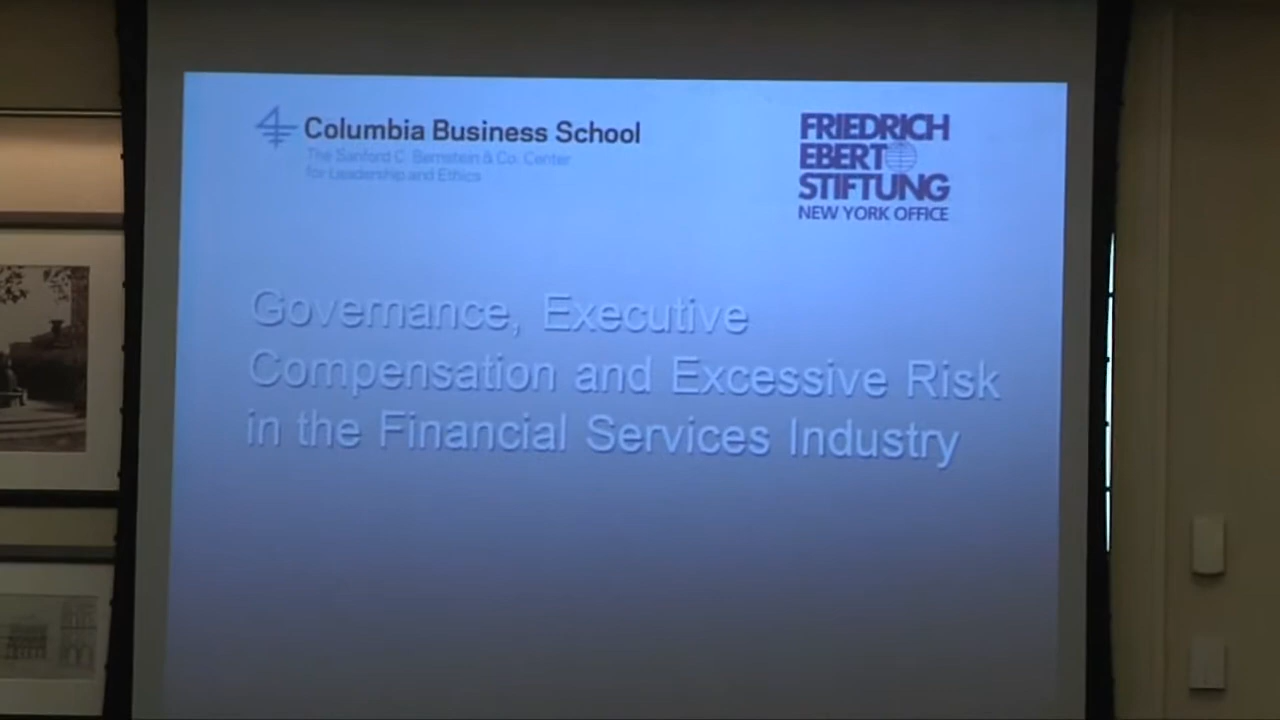 Columbia Business School
The Sanford C. Bernstein & Co. Center
for Leadership and Ethics
FRIEDRICH
EBERT
STIFTUNG
NEW YORK OFFICE
Governance, Executive
Compensation and Excessive Risk
in the Financial Services Industry